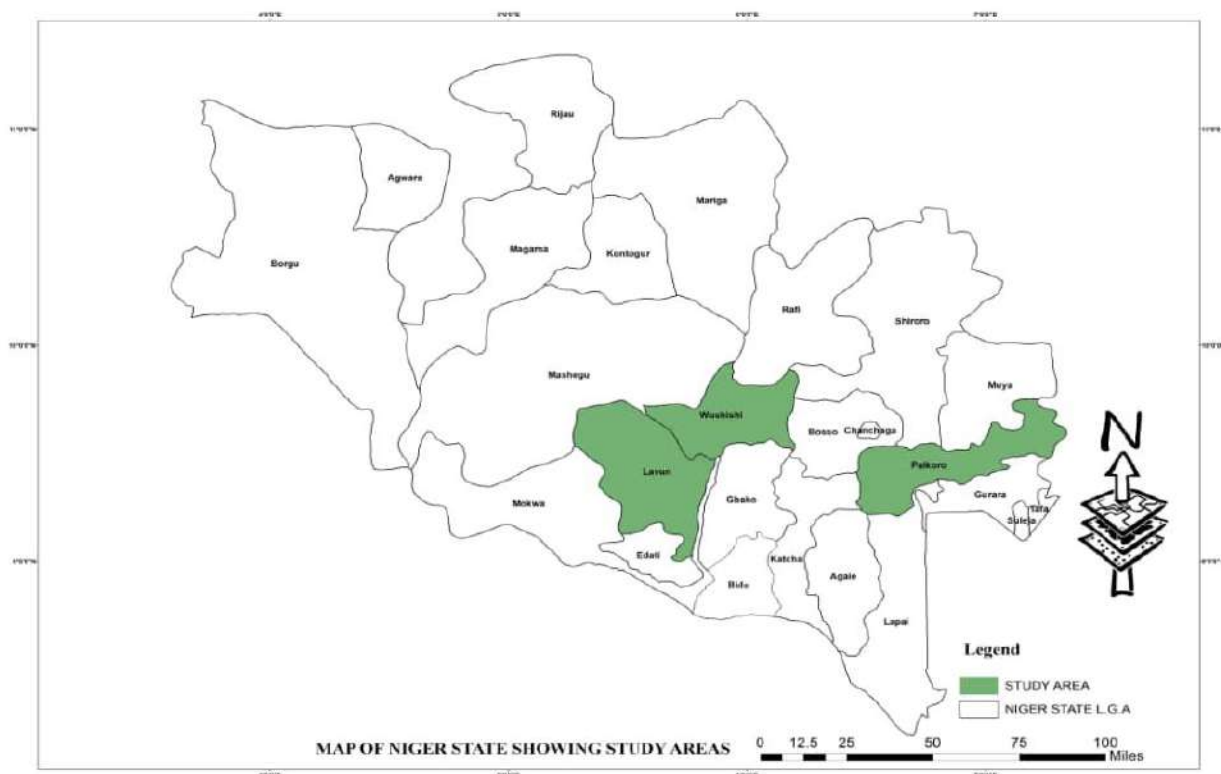 Rijau
Agwara
Mariga
Magama
Kontogur
Borgu
Rafi
Shiroro
Mashegu
Muya
Wushishi
Bosso
Chanchaga
Lavun
Paikoro
Gbako
Gurara
Tafa
Suleja
Mokwa
Edati
Katcha
Agaie
Bida
Lapai
N
Legend
STUDY AREA
NIGER STATE L.G.A
MAP OF NIGER STATE SHOWING STUDY AREAS
0 12.5 25 50 75 100
Miles